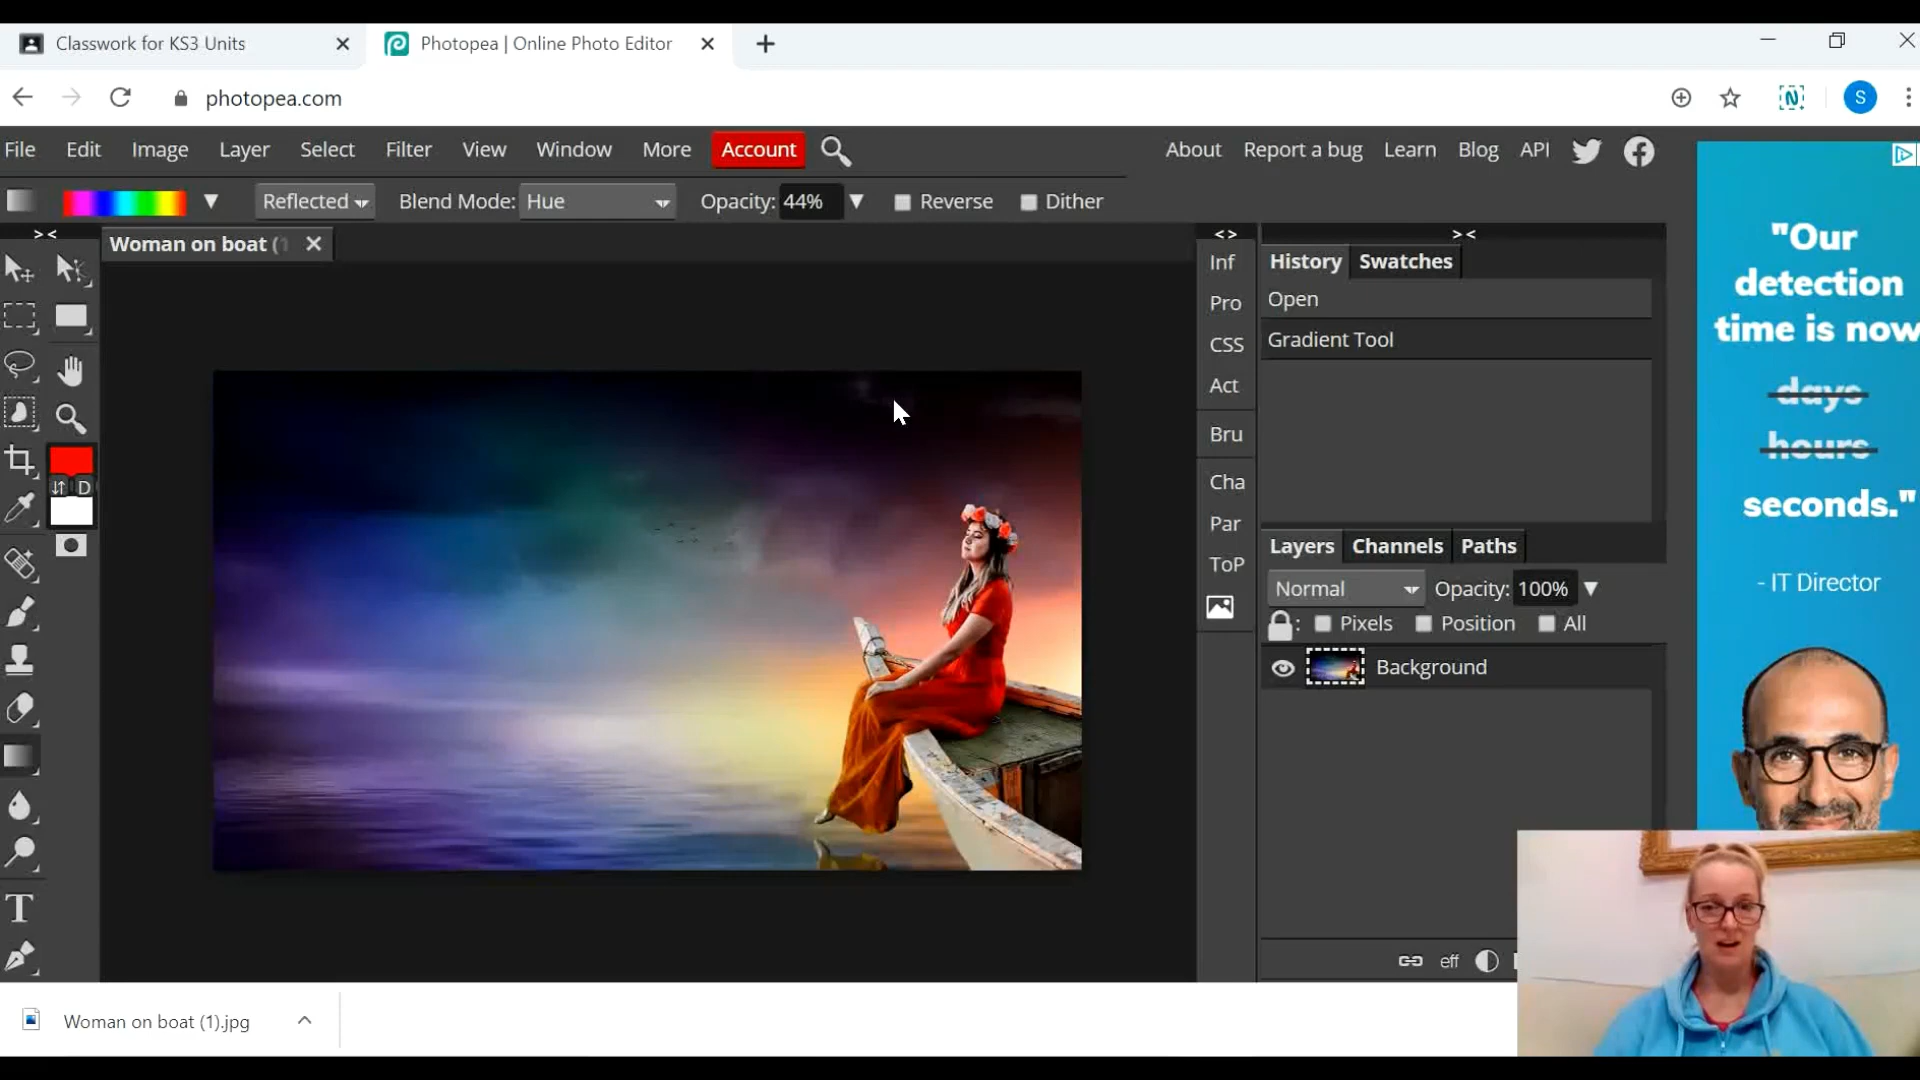 Classwork for KS3 Units
Photopea | Online Photo Editor
photopea.com
S
File Edit Image Layer Select Filter View Window More Account
About Report a bug Learn Blog API
Reflected Blend Mode: Hue Opacity: 44% Reverse Dither
Woman on boat (1
> <
< >
> <
D
T
Inf
Pro
CSS
Act
Bru
Cha
Par
ToP
History Swatches
Open
Gradient Tool
Layers Channels Paths
Normal Opacity: 100%
: Pixels Position All
Background
eff
"Our
detection
time is now
days
hours
seconds."
- IT Director
Woman on boat (1).jpg